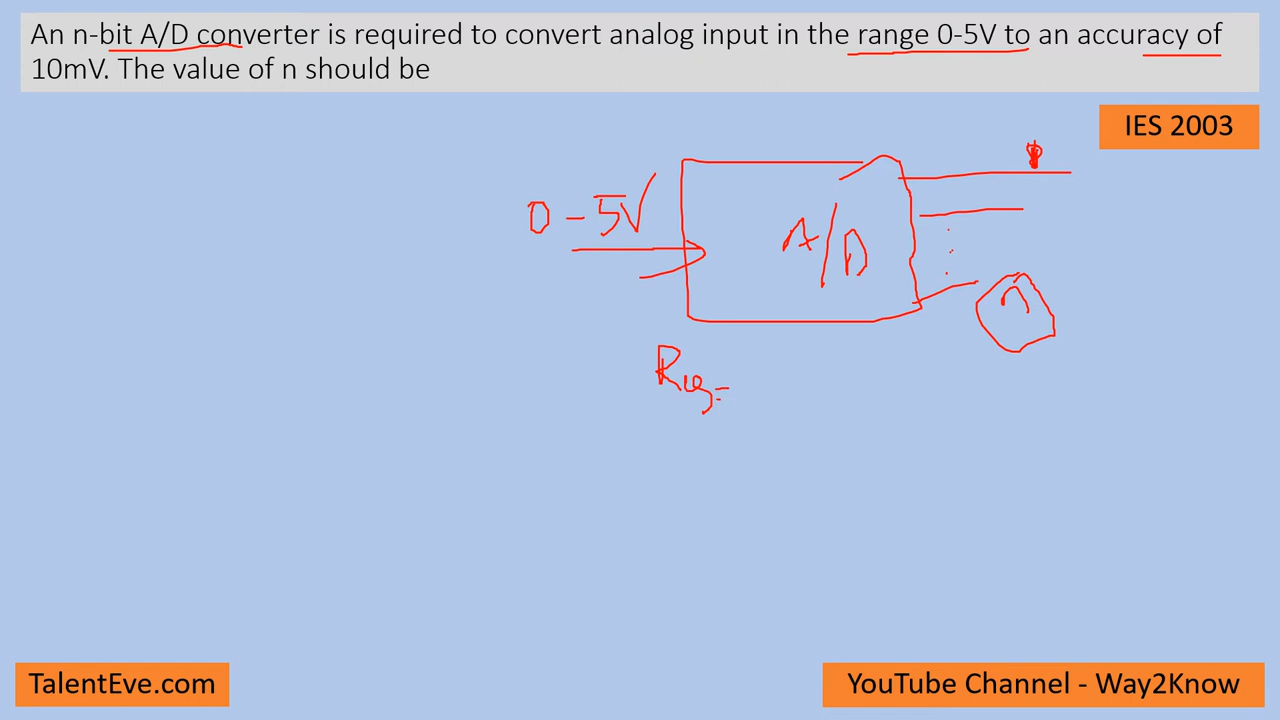 An n-bit A/D converter is required to convert analog input in the range 0-5V to an accuracy of
10mV. The value of n should be
IES 2003
0-5V
A/D
n
TalentEve.com
YouTube Channel - Way2Know